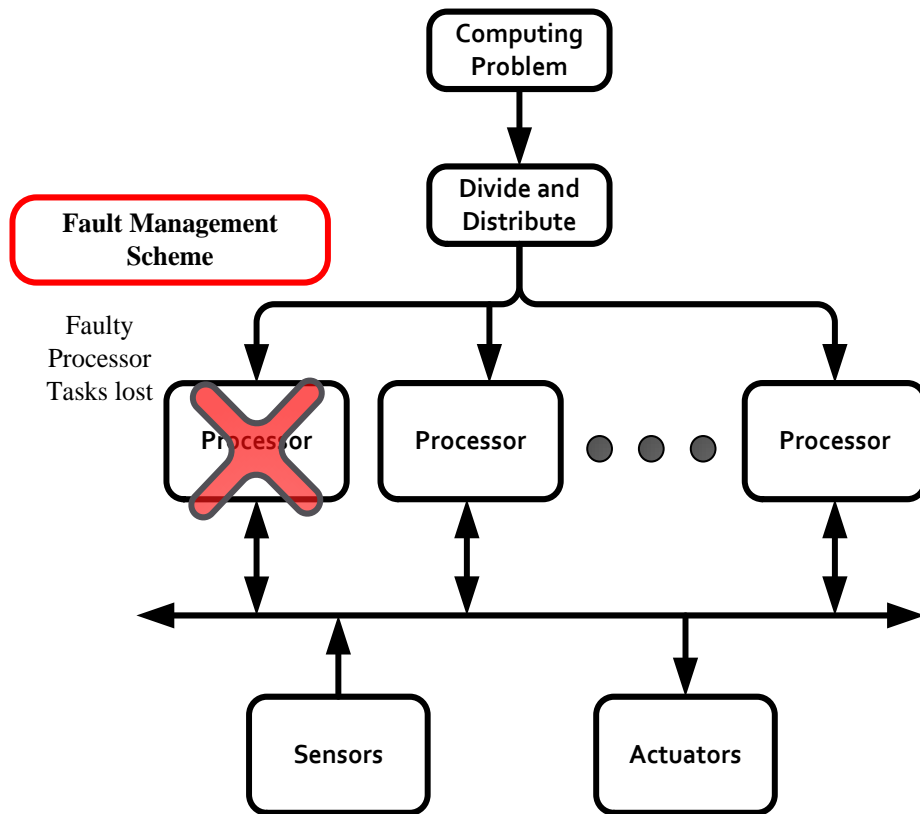 Computing
Problem
Divide and
Distribute
Fault Management
Scheme
Faulty
Processor
Tasks lost
Processor
Processor
Processor
Sensors
Actuators